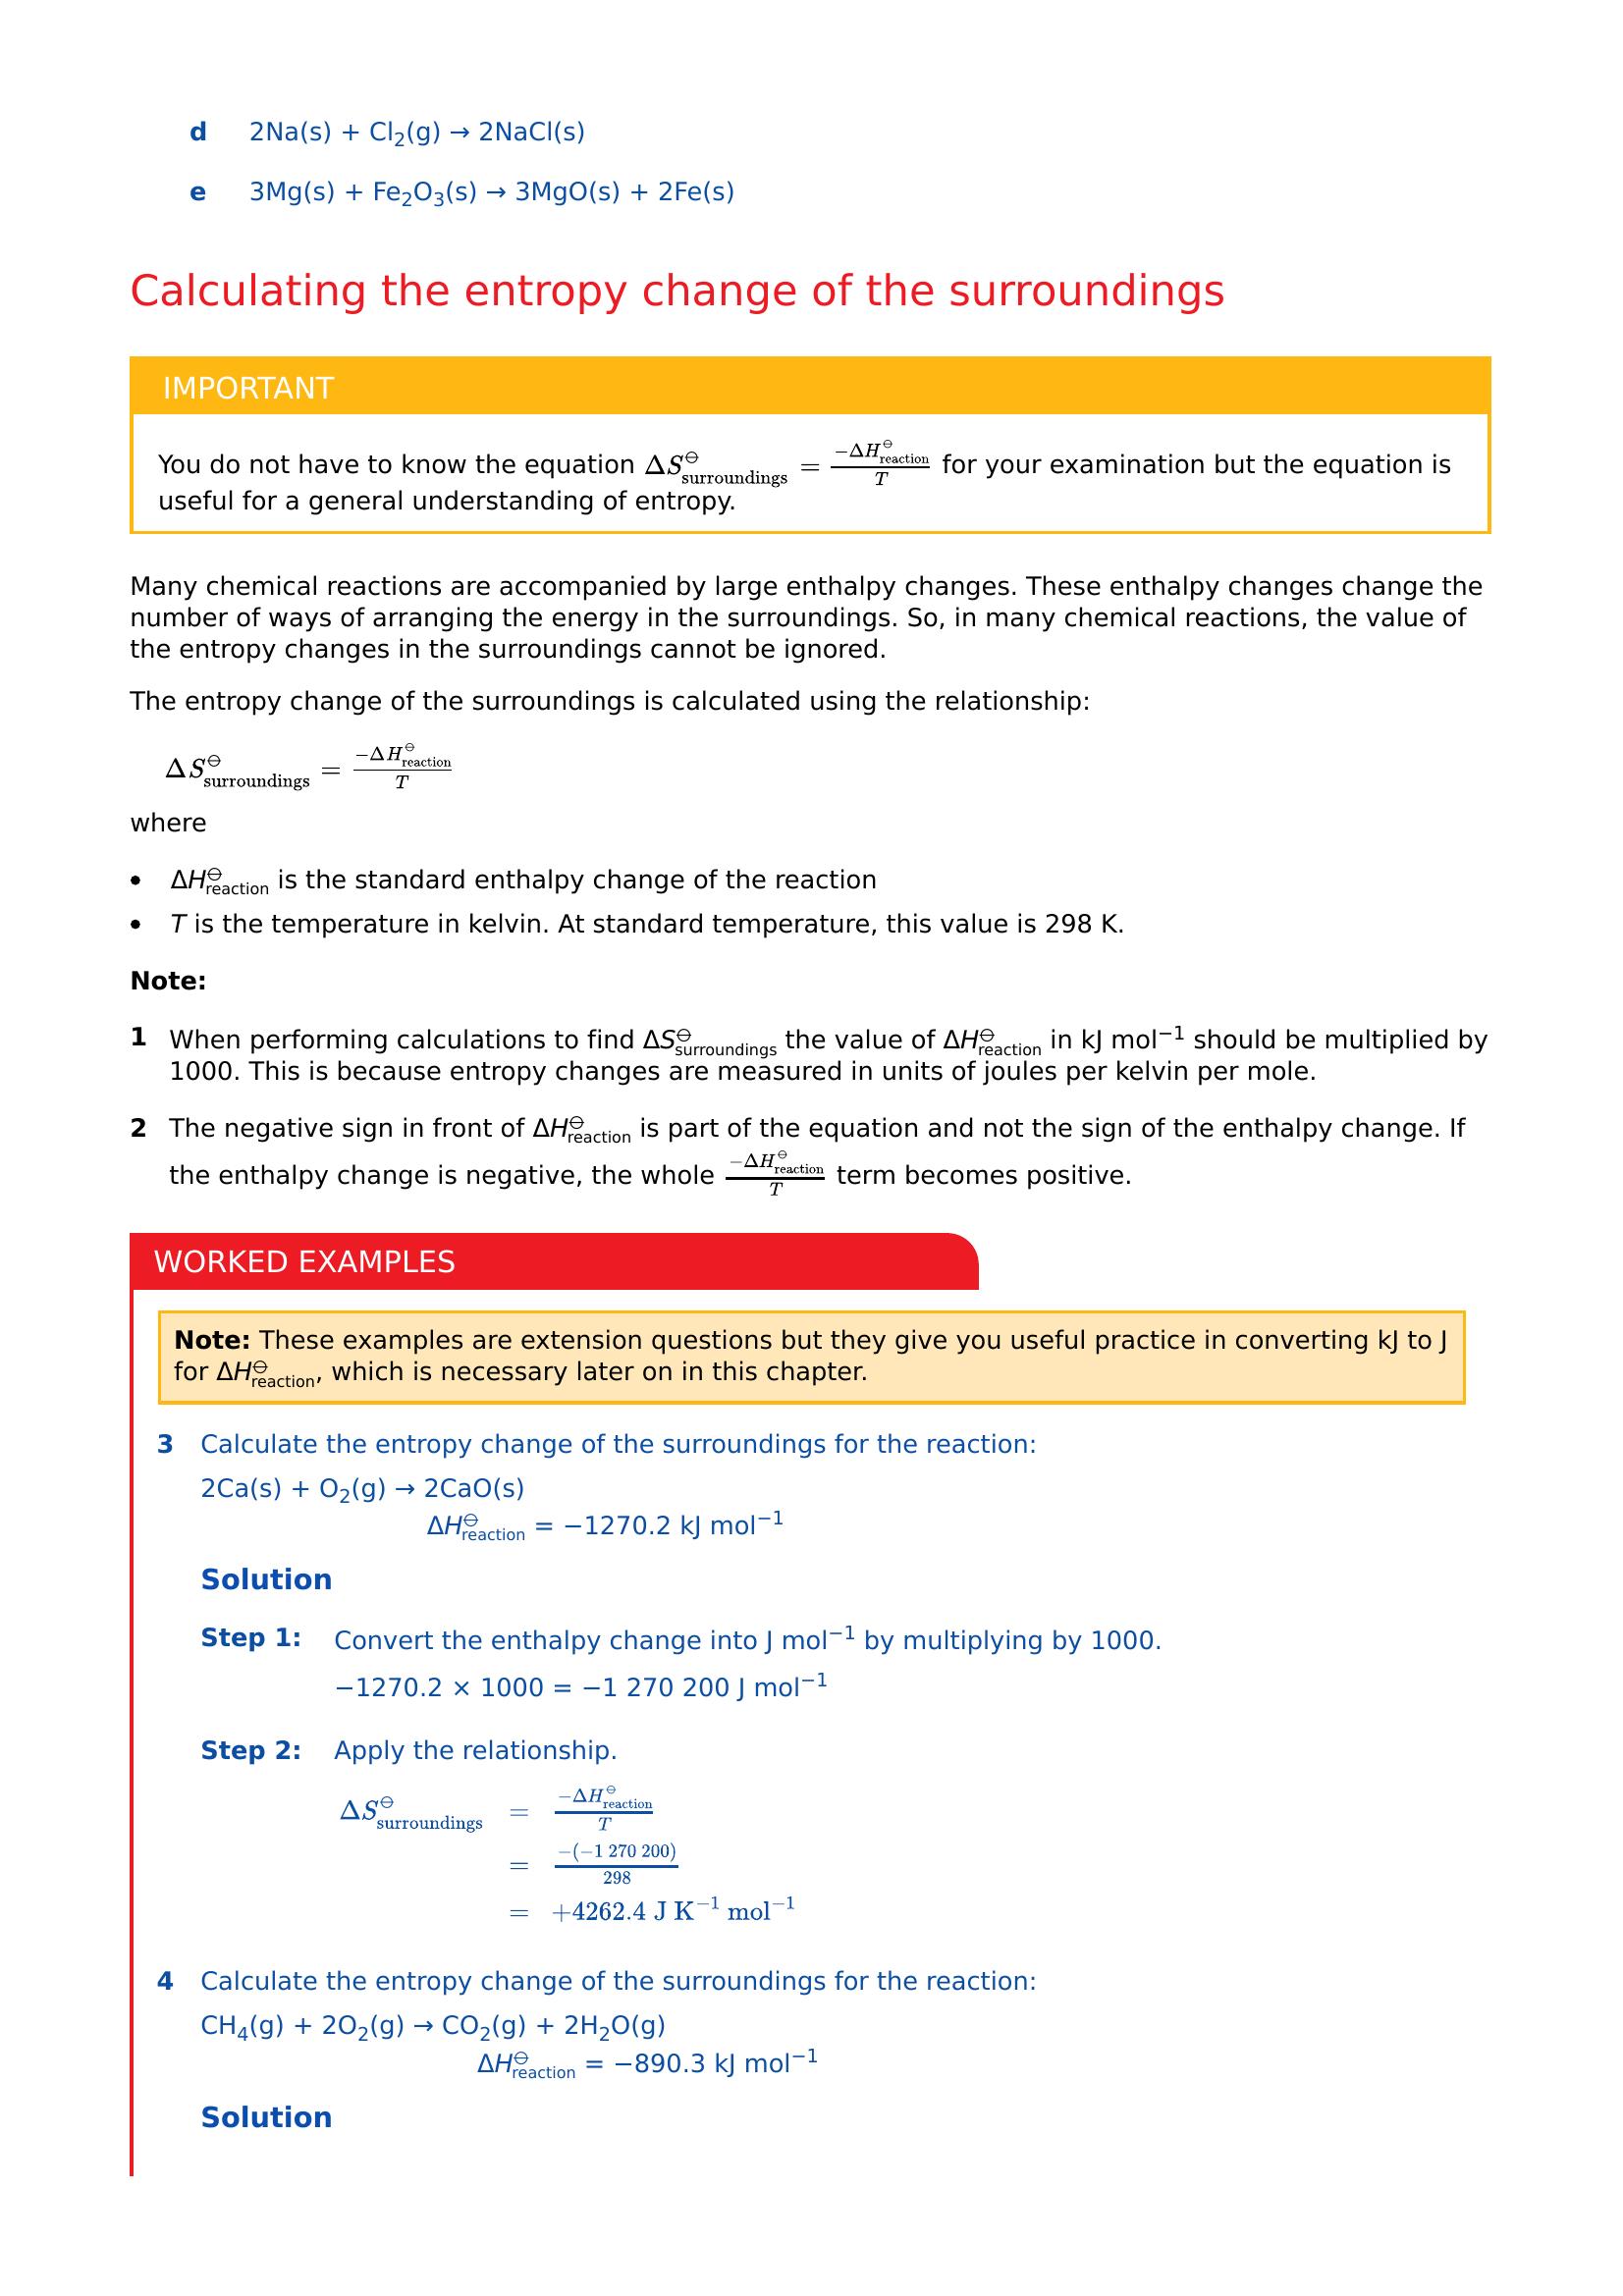 d 2Na(s) + Cl₂(g) → 2NaCl(s)
e 3Mg(s) + Fe₂O₃(s) → 3MgO(s) + 2Fe(s)
Calculating the entropy change of the surroundings
IMPORTANT
You do not have to know the equation $\Delta S^{\ominus}_{\text{surroundings}} = \frac{-\Delta H^{\ominus}_{\text{reaction}}}{T}$ for your examination but the equation is
useful for a general understanding of entropy.
Many chemical reactions are accompanied by large enthalpy changes. These enthalpy changes change the
number of ways of arranging the energy in the surroundings. So, in many chemical reactions, the value of
the entropy changes in the surroundings cannot be ignored.
The entropy change of the surroundings is calculated using the relationship:
$\Delta S^{\ominus}_{\text{surroundings}} = \frac{-\Delta H^{\ominus}_{\text{reaction}}}{T}$
where
• $\Delta H^{\ominus}_{\text{reaction}}$ is the standard enthalpy change of the reaction
• T is the temperature in kelvin. At standard temperature, this value is 298 K.
Note:
1 When performing calculations to find $\Delta S^{\ominus}_{\text{surroundings}}$ the value of $\Delta H^{\ominus}_{\text{reaction}}$ in kJ mol⁻¹ should be multiplied by
1000. This is because entropy changes are measured in units of joules per kelvin per mole.
2 The negative sign in front of $\Delta H^{\ominus}_{\text{reaction}}$ is part of the equation and not the sign of the enthalpy change. If
the enthalpy change is negative, the whole $\frac{-\Delta H^{\ominus}_{\text{reaction}}}{T}$ term becomes positive.
WORKED EXAMPLES
Note: These examples are extension questions but they give you useful practice in converting kJ to J
for $\Delta H^{\ominus}_{\text{reaction}}$, which is necessary later on in this chapter.
3 Calculate the entropy change of the surroundings for the reaction:
2Ca(s) + O₂(g) → 2CaO(s)
$\Delta H^{\ominus}_{\text{reaction}}$ = −1270.2 kJ mol⁻¹
Solution
Step 1: Convert the enthalpy change into J mol⁻¹ by multiplying by 1000.
−1270.2 × 1000 = −1 270 200 J mol⁻¹
Step 2: Apply the relationship.
$\Delta S^{\ominus}_{\text{surroundings}} = \frac{-\Delta H^{\ominus}_{\text{reaction}}}{T}$
$= \frac{-(-1\ 270\ 200)}{298}$
= +4262.4 J K⁻¹ mol⁻¹
4 Calculate the entropy change of the surroundings for the reaction:
CH₄(g) + 2O₂(g) → CO₂(g) + 2H₂O(g)
$\Delta H^{\ominus}_{\text{reaction}}$ = −890.3 kJ mol⁻¹
Solution